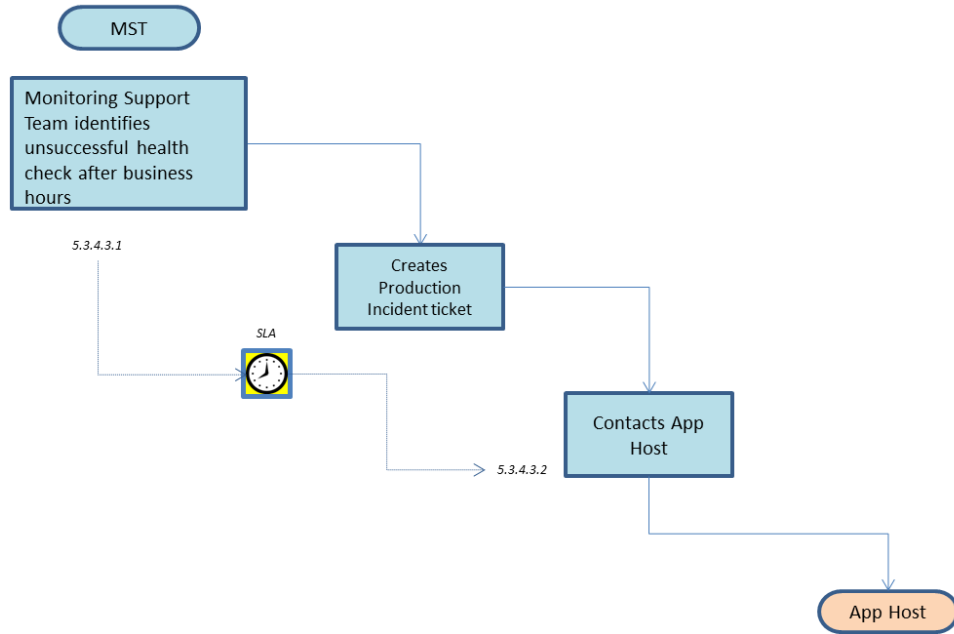 MST
Monitoring Support
Team identifies
unsuccessful health
check after business
hours
5.3.4.3.1
Creates
Production
Incident ticket
SLA
Contacts App
Host
5.3.4.3.2
App Host